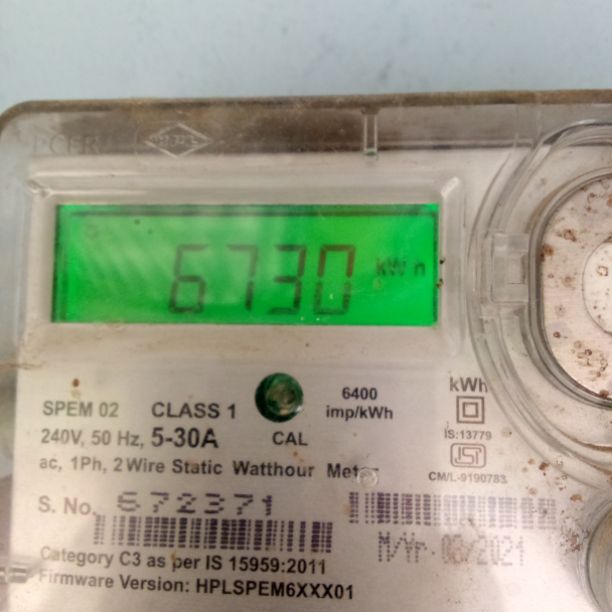 6730 kWh
SPEM 02 CLASS 1 6400 imp/kWh kWh
240V, 50 Hz, 5-30A CAL IS:13779
ac, 1Ph, 2 Wire Static Watthour Meter
CM/L-9190783
S. No. 672371
M/Yr. 03/2021
Category C3 as per IS 15959:2011
Firmware Version: HPLSPEM6XXX01